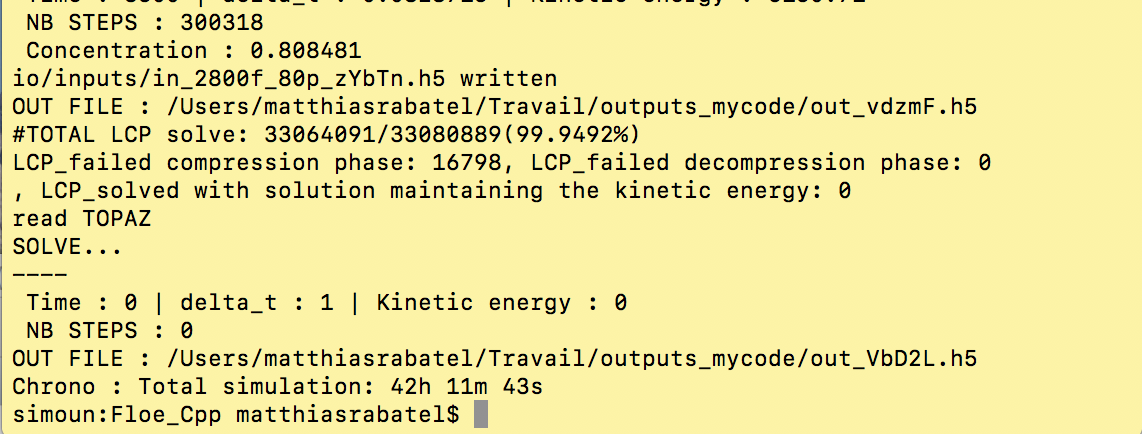 NB STEPS : 300318
Concentration : 0.808481
io/inputs/in_2800f_80p_zYbTn.h5 written
OUT FILE : /Users/matthiasrabatel/Travail/outputs_mycode/out_vdzmF.h5
#TOTAL LCP solve: 33064091/33080889(99.9492%)
LCP_failed compression phase: 16798, LCP_failed decompression phase: 0
, LCP_solved with solution maintaining the kinetic energy: 0
read TOPAZ
SOLVE...
----
Time : 0 | delta_t : 1 | Kinetic energy : 0
NB STEPS : 0
OUT FILE : /Users/matthiasrabatel/Travail/outputs_mycode/out_VbD2L.h5
Chrono : Total simulation: 42h 11m 43s
simoun:Floe_Cpp matthiasrabatel$